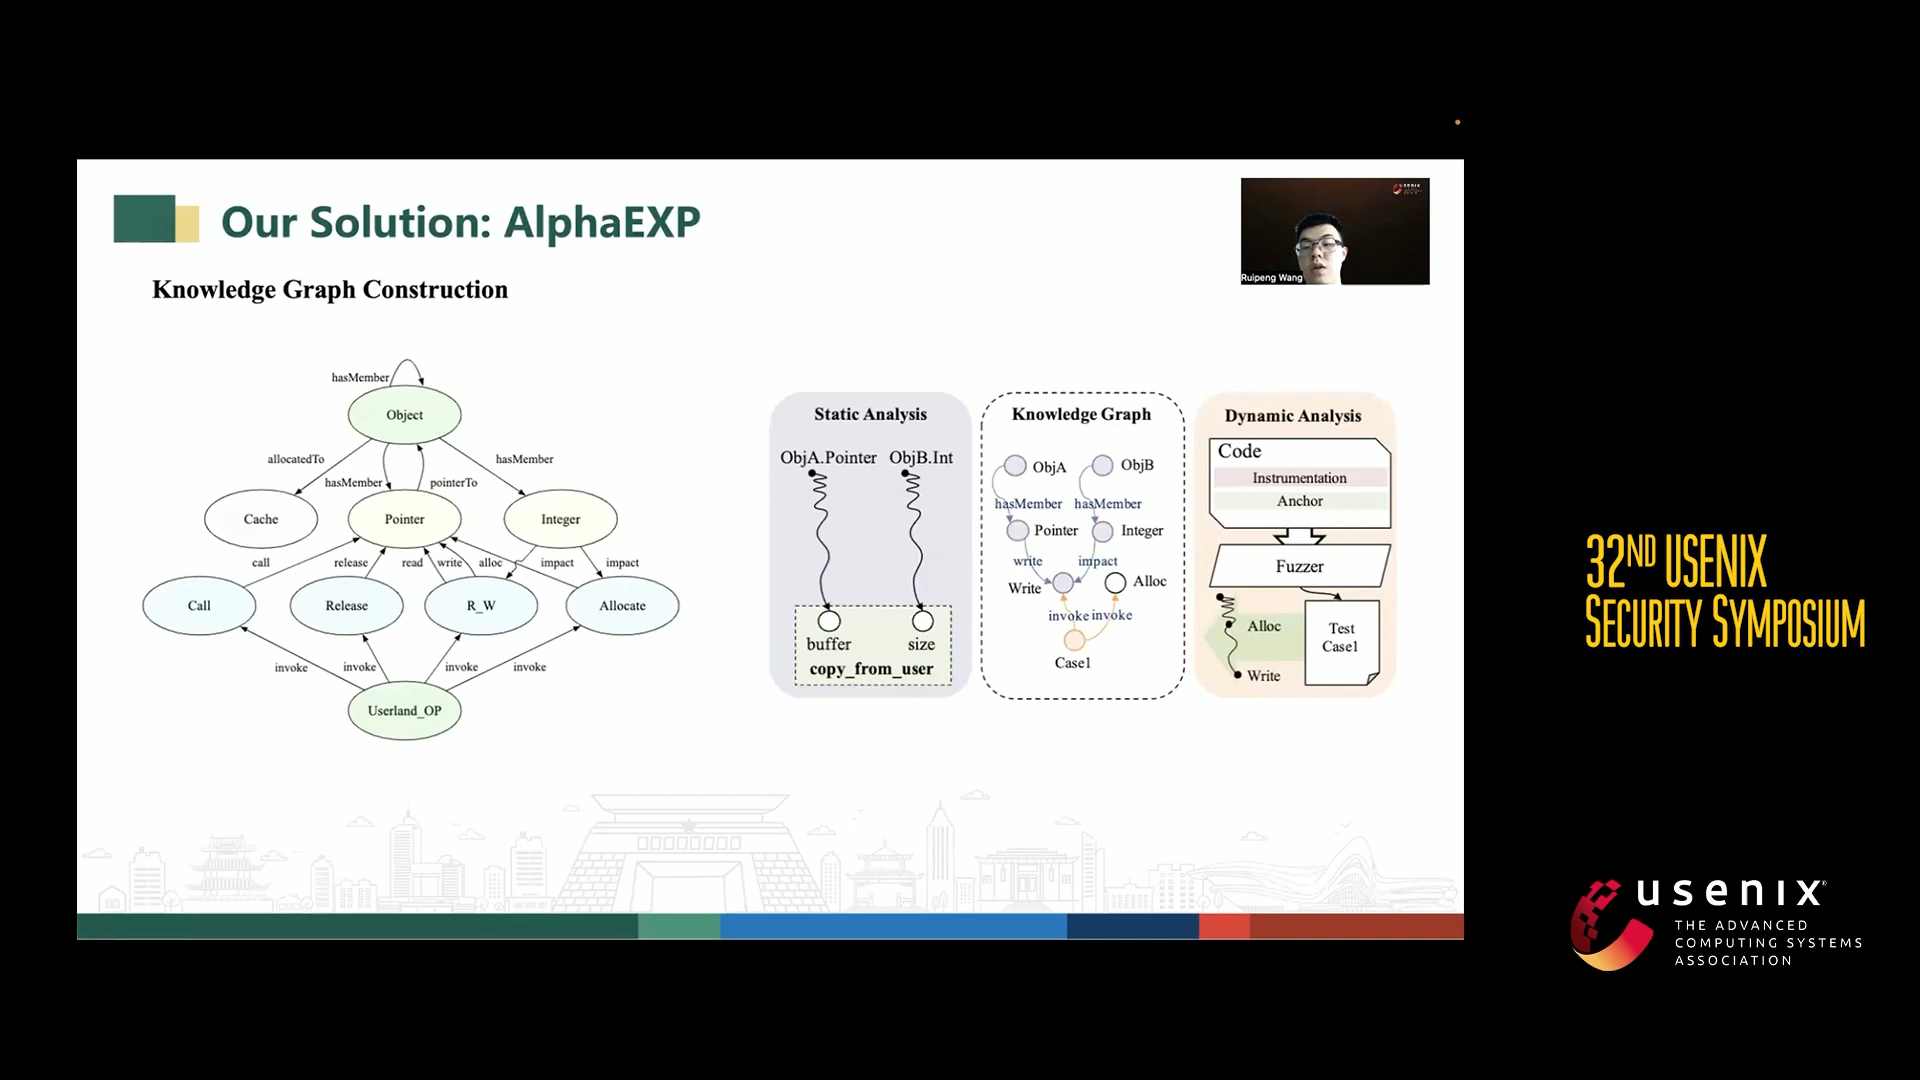 Our Solution: AlphaEXP
Knowledge Graph Construction
usenix
Ruipeng Wang
hasMember
Object
allocatedTo
hasMember
hasMember
pointerTo
Cache
Pointer
Integer
call
release
read
write
alloc
impact
impact
Call
Release
R_W
Allocate
invoke
invoke
invoke
invoke
Userland_OP
Static Analysis
ObjA.Pointer
ObjB.Int
buffer
size
copy_from_user
Knowledge Graph
ObjA
ObjB
hasMember
hasMember
Pointer
Integer
write
impact
Write
Alloc
invoke
invoke
Case1
Dynamic Analysis
Code
Instrumentation
Anchor
Fuzzer
Alloc
Write
Test
Case1
32ND USENIX
SECURITY SYMPOSIUM
usenix®
THE ADVANCED
COMPUTING SYSTEMS
ASSOCIATION